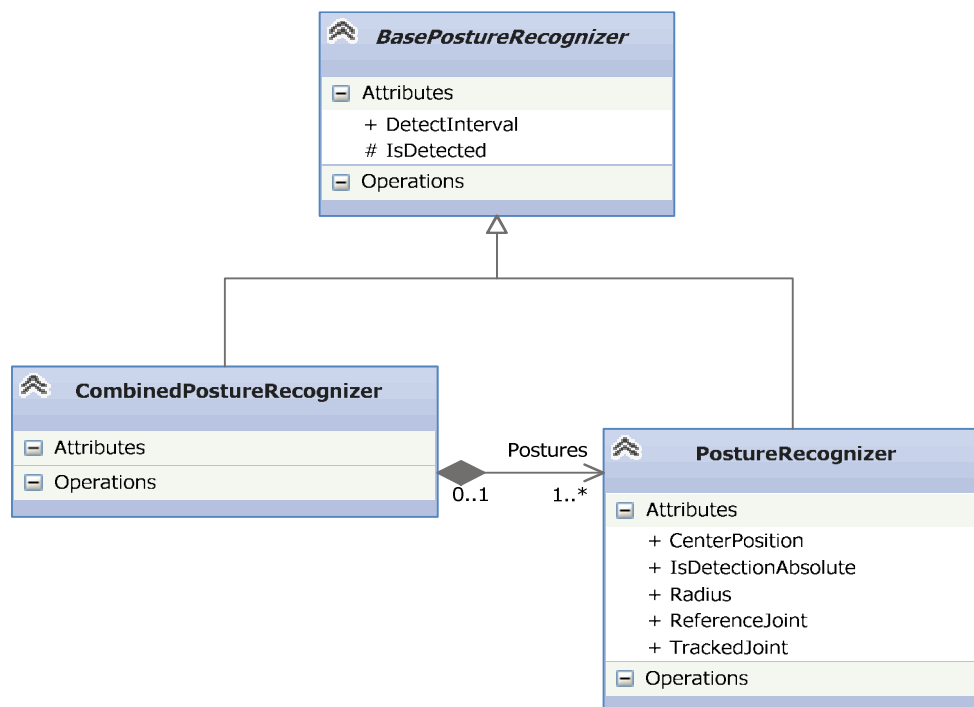 BasePostureRecognizer
Attributes
+ DetectInterval
# IsDetected
Operations
CombinedPostureRecognizer
Attributes
Operations
Postures
0..1
1..*
PostureRecognizer
Attributes
+ CenterPosition
+ IsDetectionAbsolute
+ Radius
+ ReferenceJoint
+ TrackedJoint
Operations